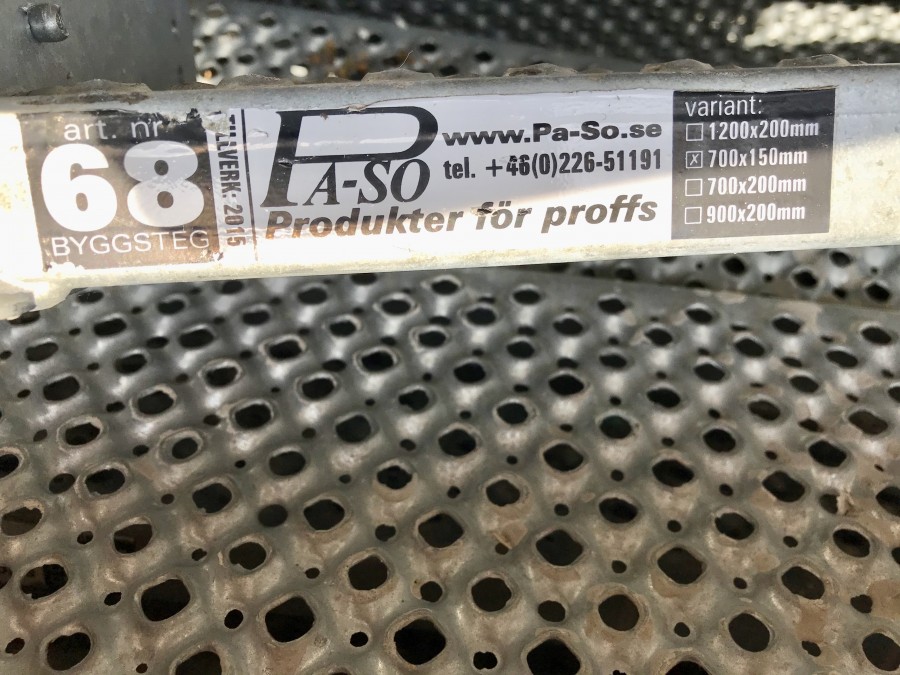 art. nr
68
BYGGSTEG
TILLVERK: 2015
PA-SO
www.Pa-So.se
tel. +46(0)226-51191
Produkter för proffs
variant:
☐ 1200x200mm
☒ 700x150mm
☐ 700x200mm
☐ 900x200mm